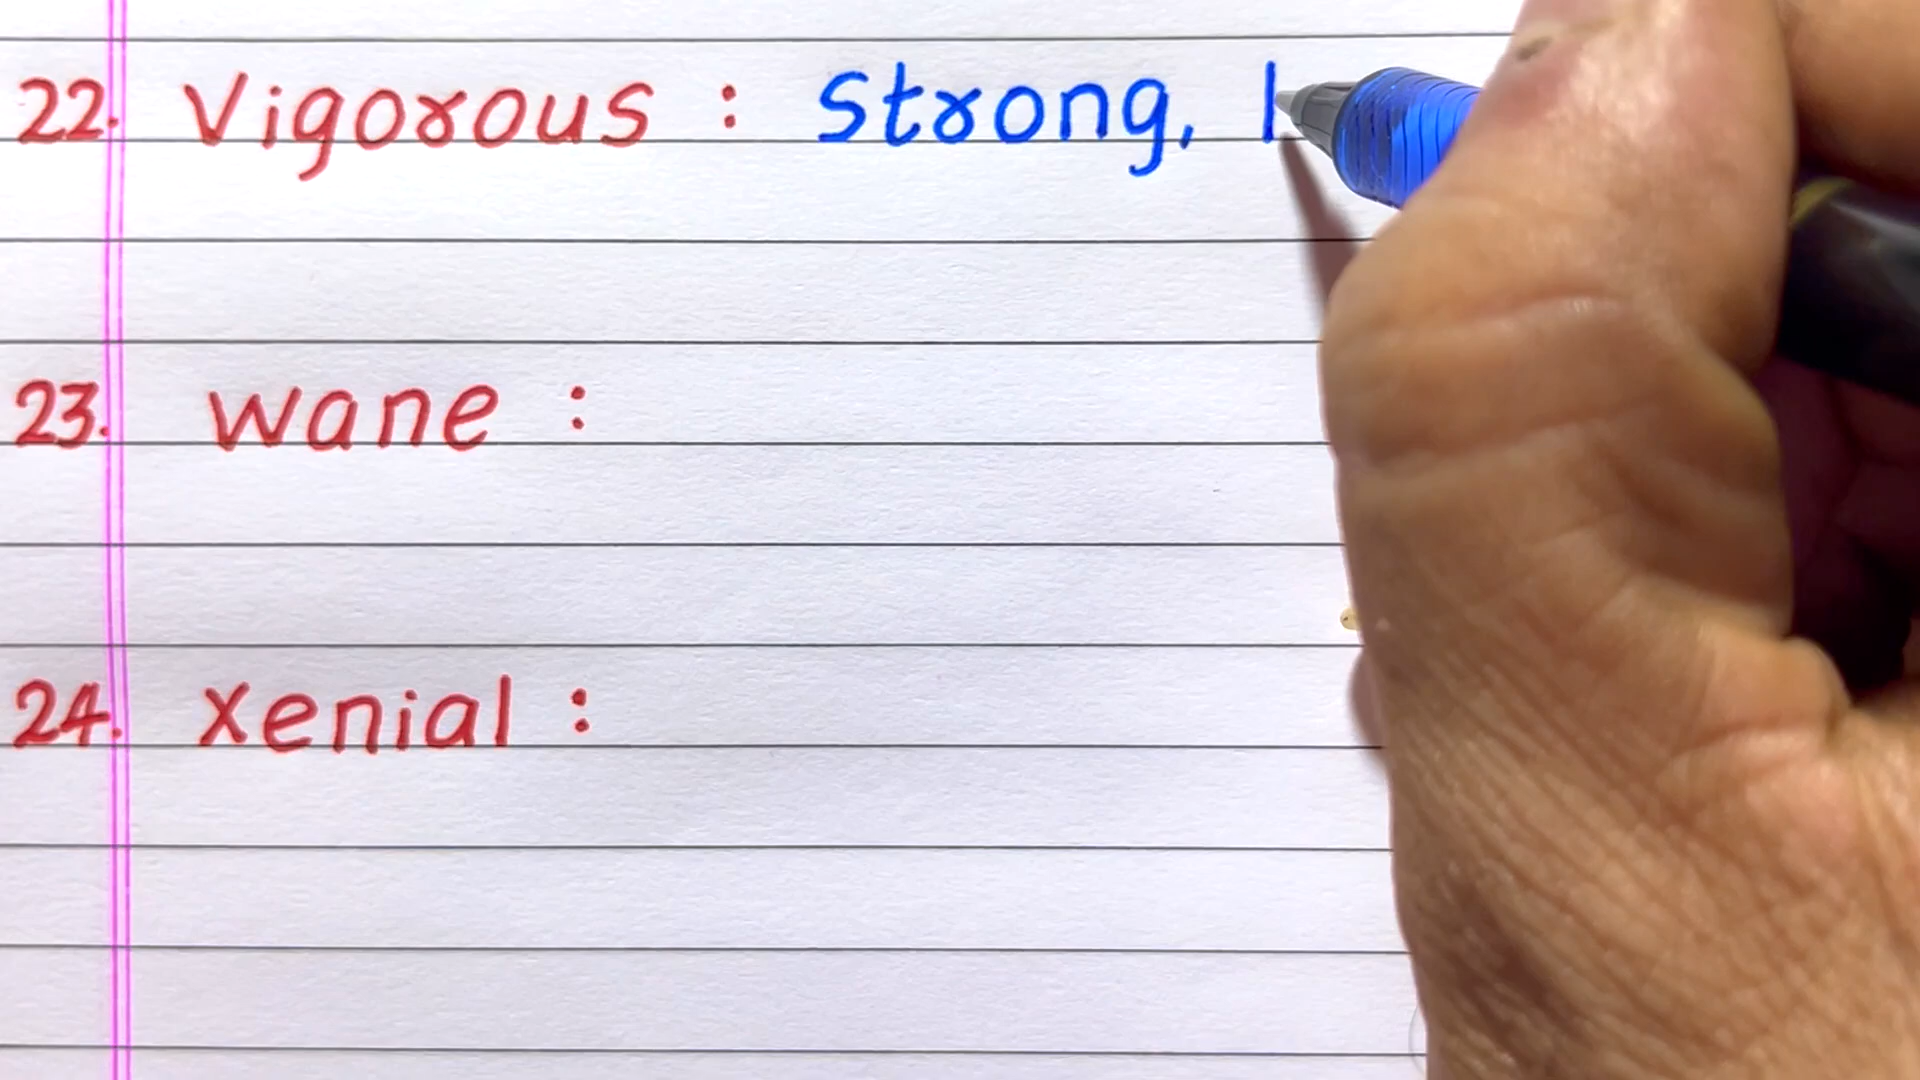 22. Vigorous : Strong,
23. wane :
24. xenial :